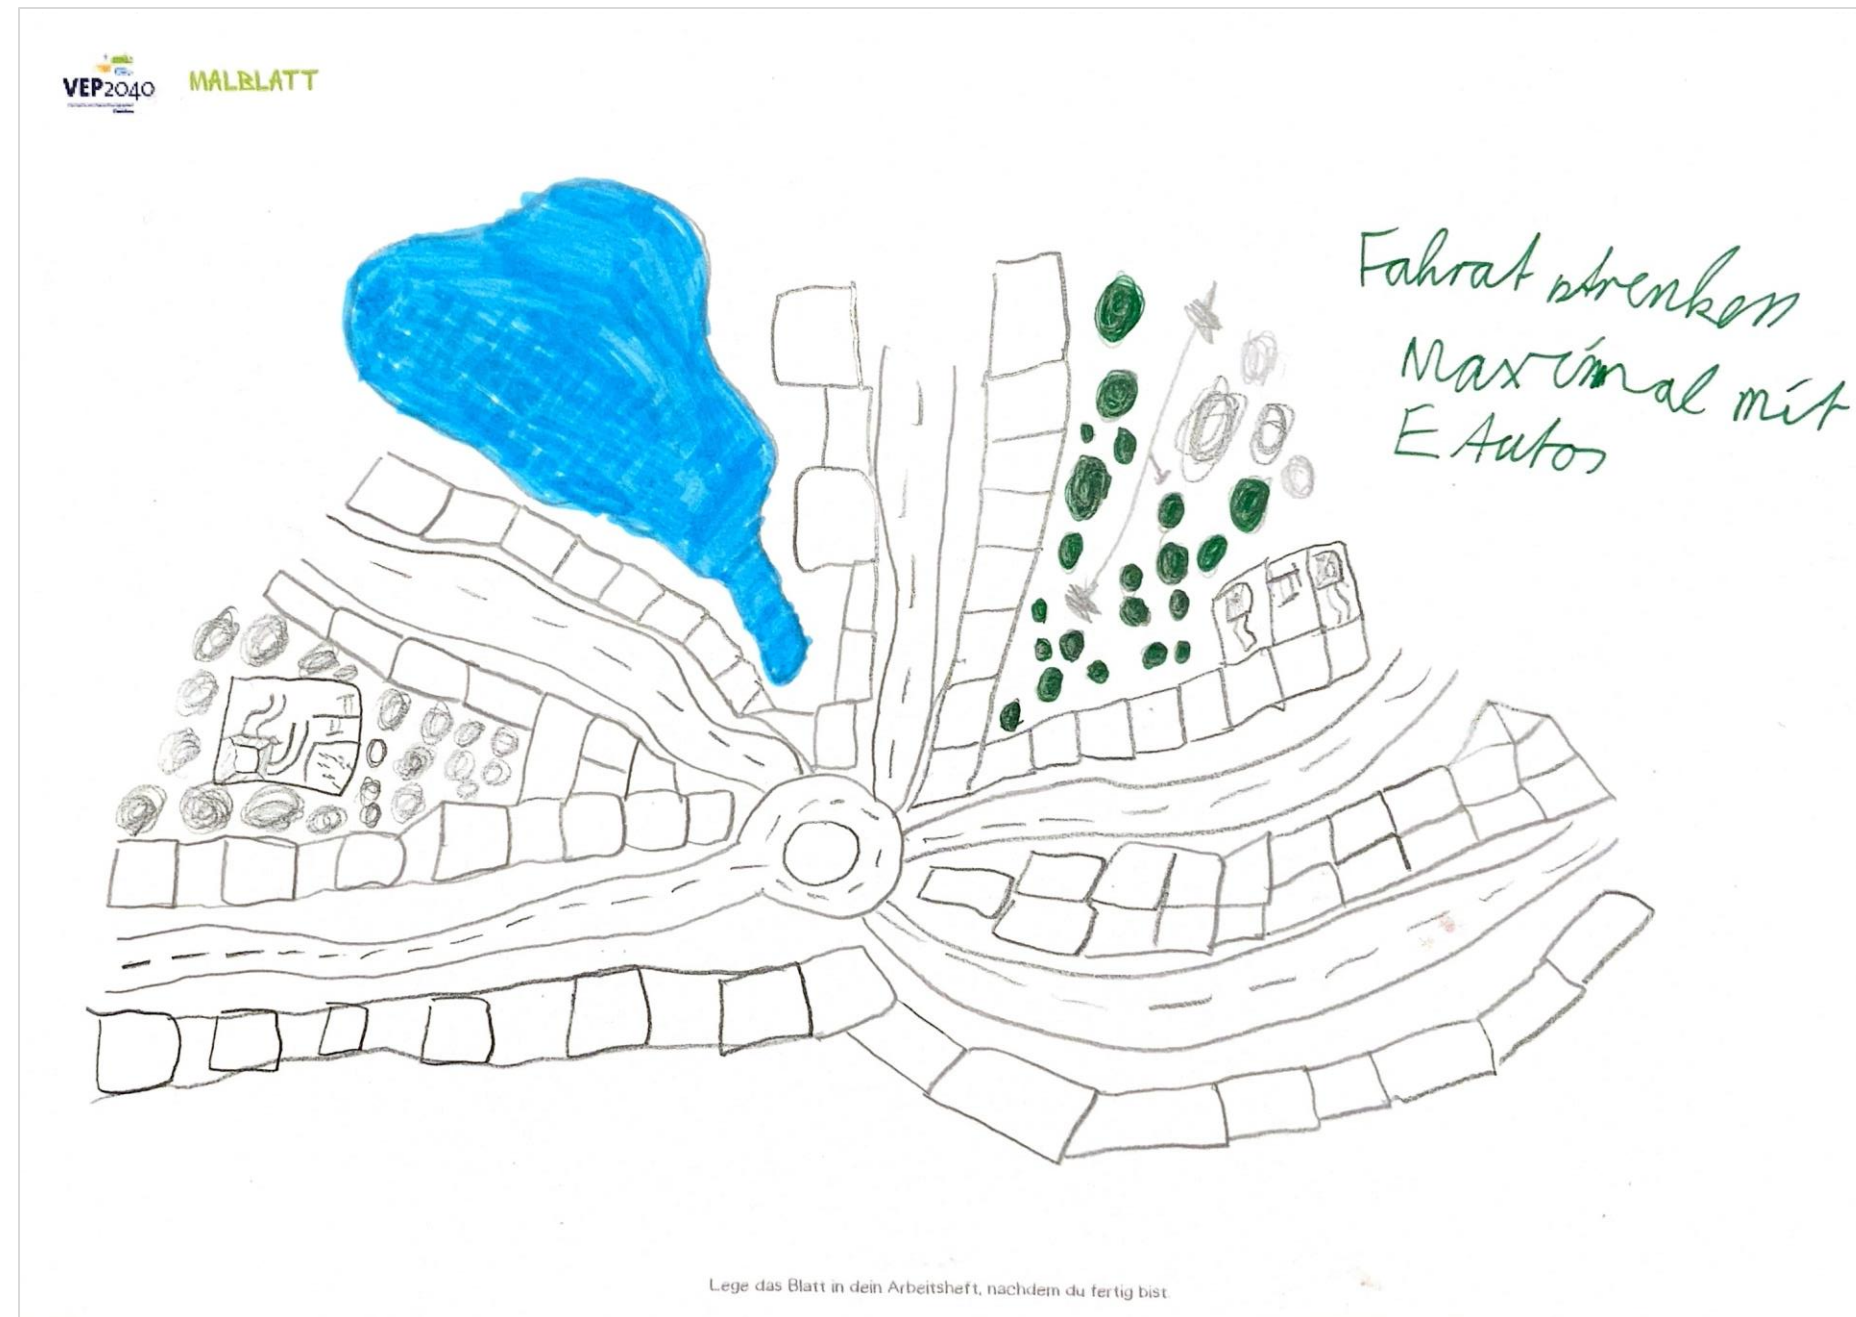 VEP2040
MALBLATT
Fahrat strenken
Maximal mit
E Autos
Lege das Blatt in dein Arbeitsheft, nachdem du fertig bist